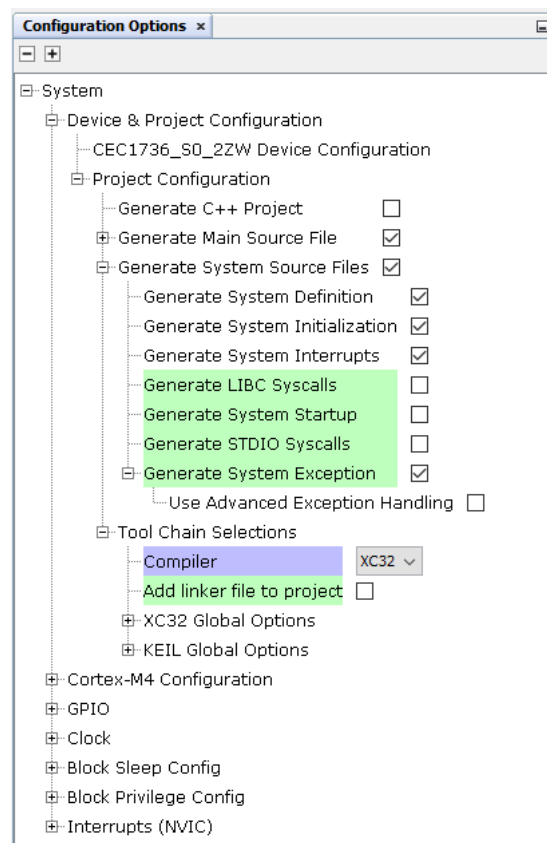 Configuration Options ×
System
Device & Project Configuration
CEC1736_S0_2ZW Device Configuration
Project Configuration
Generate C++ Project
Generate Main Source File
Generate System Source Files
Generate System Definition
Generate System Initialization
Generate System Interrupts
Generate LIBC Syscalls
Generate System Startup
Generate STDIO Syscalls
Generate System Exception
Use Advanced Exception Handling
Tool Chain Selections
Compiler XC32
Add linker file to project
XC32 Global Options
KEIL Global Options
Cortex-M4 Configuration
GPIO
Clock
Block Sleep Config
Block Privilege Config
Interrupts (NVIC)